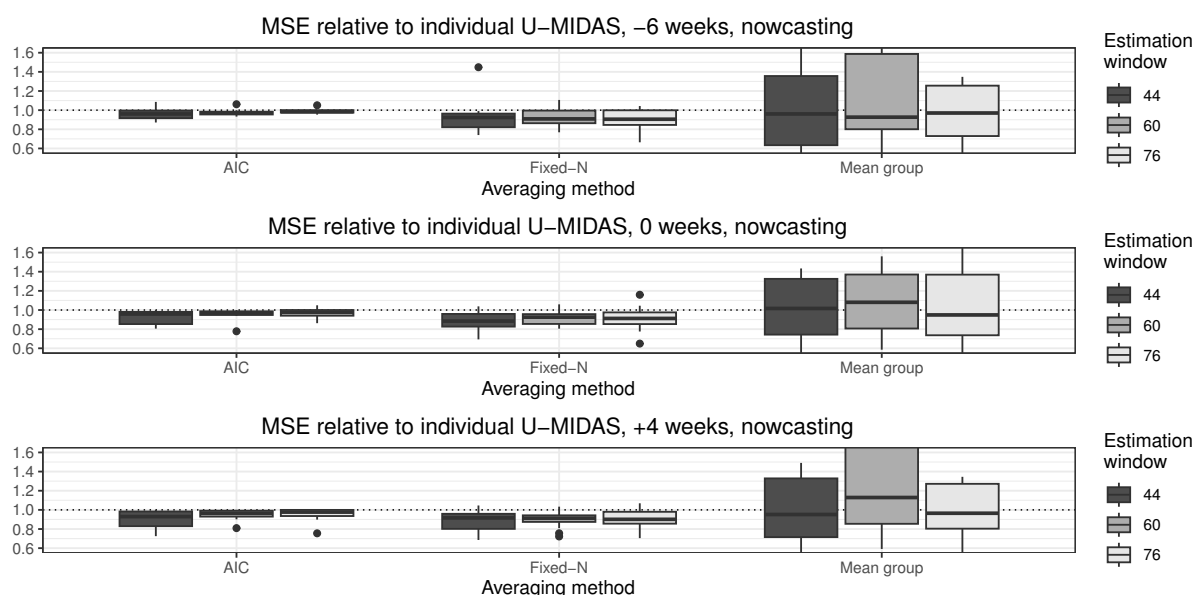 MSE relative to individual U−MIDAS, −6 weeks, nowcasting
1.6
1.4
1.2
1.0
0.8
0.6
AIC
Fixed−N
Mean group
Averaging method
Estimation
window
44
60
76
MSE relative to individual U−MIDAS, 0 weeks, nowcasting
1.6
1.4
1.2
1.0
0.8
0.6
AIC
Fixed−N
Mean group
Averaging method
Estimation
window
44
60
76
MSE relative to individual U−MIDAS, +4 weeks, nowcasting
1.6
1.4
1.2
1.0
0.8
0.6
AIC
Fixed−N
Mean group
Averaging method
Estimation
window
44
60
76